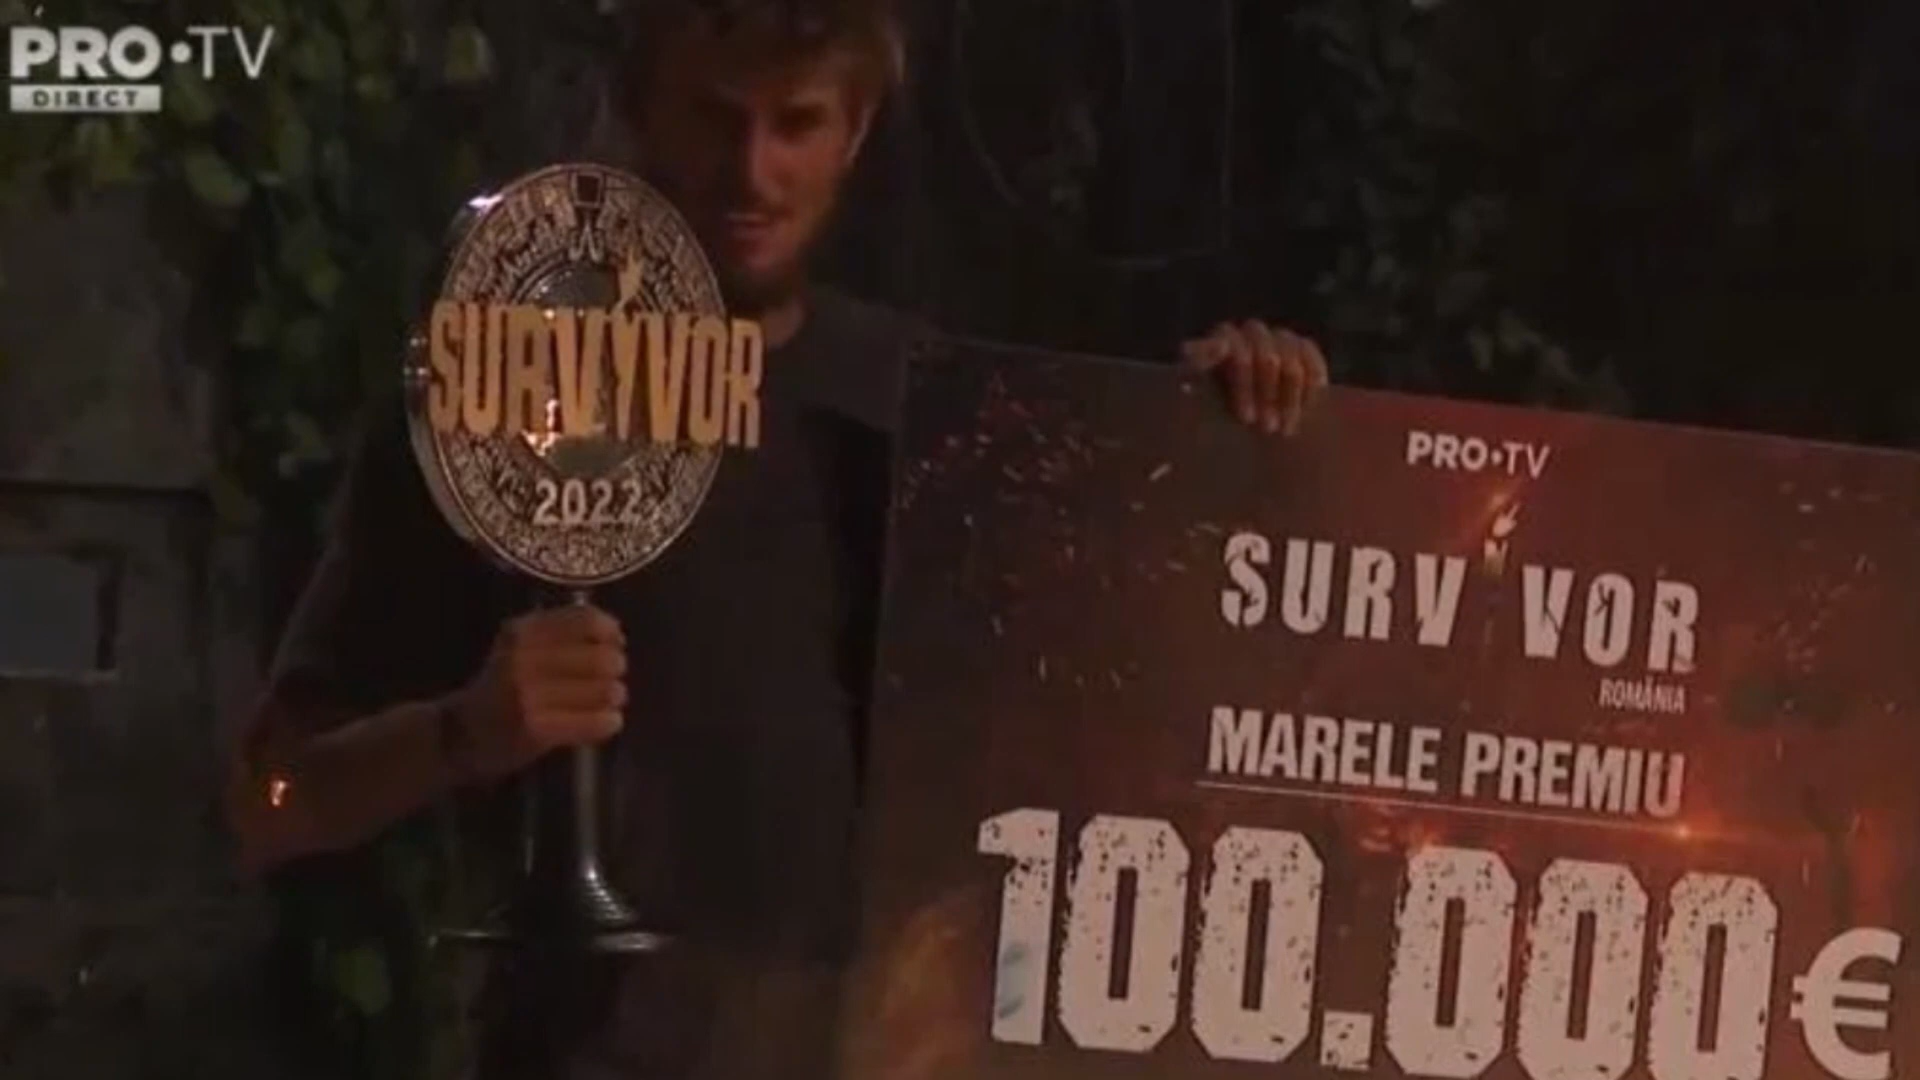 PRO•TV
DIRECT
SURVIVOR
2022
PRO•TV
SURVIVOR
ROMÂNIA
MARELE PREMIU
100.000€